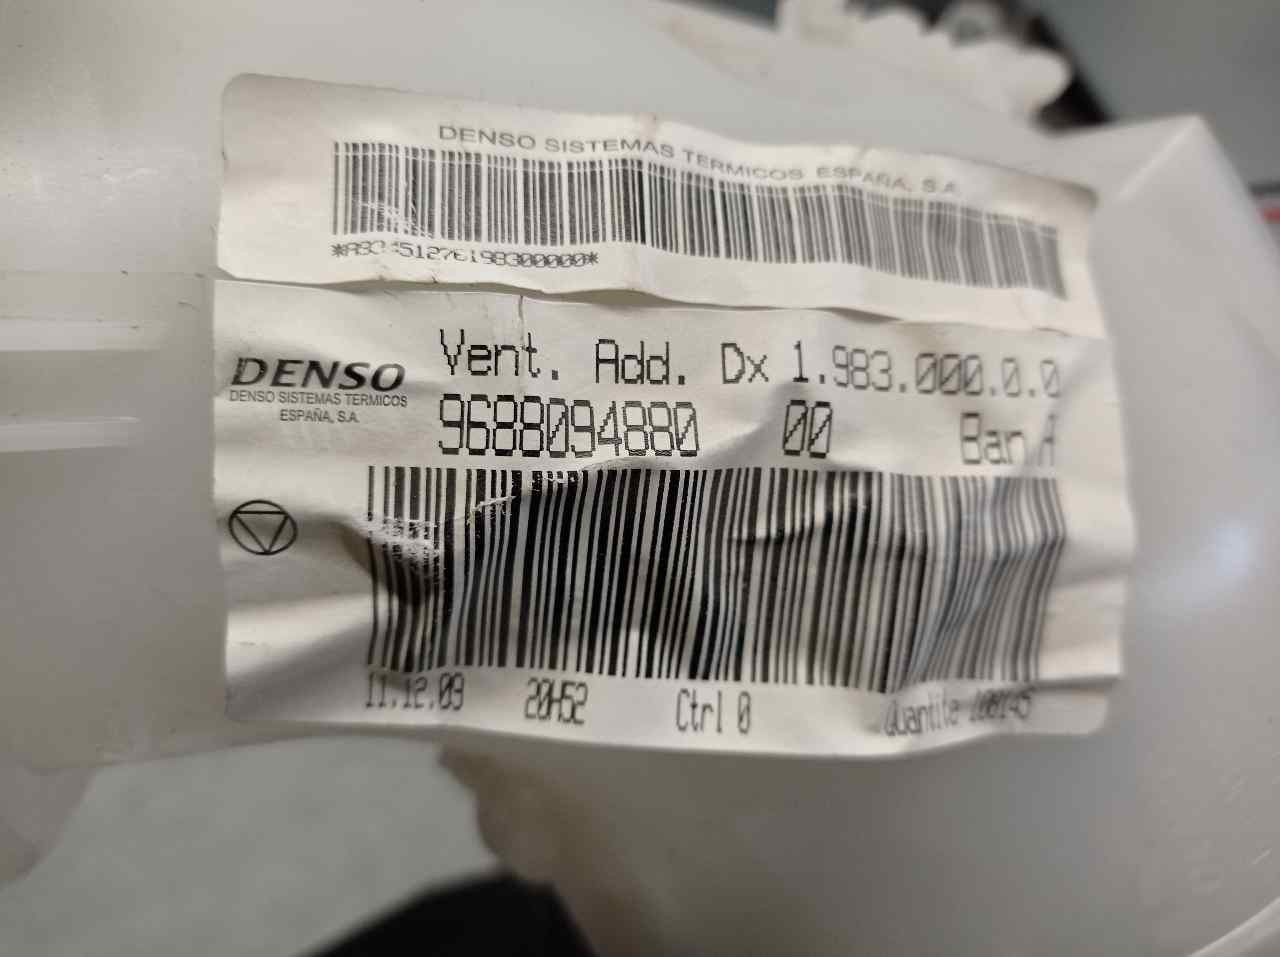 DENSO SISTEMAS TERMICOS ESPAÑA, S.A.
Vent. Add. Dx 1.983.000.0.0
DENSO
DENSO SISTEMAS TERMICOS
ESPAÑA, S.A.
9688094880 00 Ban A
11.12.09 20H52 Ctrl 0 Quantite